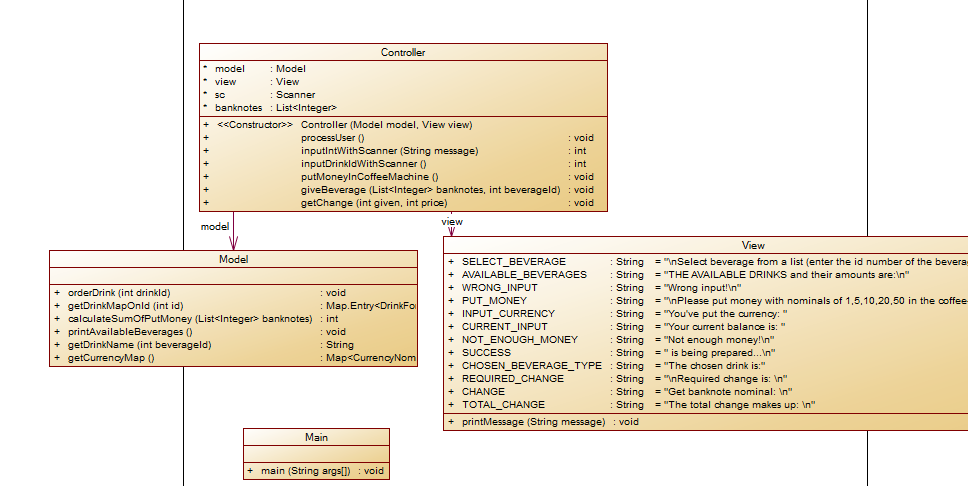 Controller
* model : Model
* view : View
* sc : Scanner
* banknotes : List<Integer>
+ <<Constructor>> Controller (Model model, View view)
+ processUser () : void
+ inputIntWithScanner (String message) : int
+ inputDrinkIdWithScanner () : int
+ putMoneyInCoffeeMachine () : void
+ giveBeverage (List<Integer> banknotes, int beverageId) : void
+ getChange (int given, int price) : void
model
view
Model
+ orderDrink (int drinkId) : void
+ getDrinkMapOnId (int id) : Map.Entry<DrinkFo
+ calculateSumOfPutMoney (List<Integer> banknotes) : int
+ printAvailableBeverages () : void
+ getDrinkName (int beverageId) : String
+ getCurrencyMap () : Map<CurrencyNom
View
+ SELECT_BEVERAGE : String = "\nSelect beverage from a list (enter the id number of the bevera
+ AVAILABLE_BEVERAGES : String = "THE AVAILABLE DRINKS and their amounts are:\n"
+ WRONG_INPUT : String = "Wrong input!\n"
+ PUT_MONEY : String = "\nPlease put money with nominals of 1,5,10,20,50 in the coffee-
+ INPUT_CURRENCY : String = "You've put the currency: "
+ CURRENT_INPUT : String = "Your current balance is: "
+ NOT_ENOUGH_MONEY : String = "Not enough money!\n"
+ SUCCESS : String = " is being prepared...\n"
+ CHOSEN_BEVERAGE_TYPE : String = "The chosen drink is:"
+ REQUIRED_CHANGE : String = "\nRequired change is: \n"
+ CHANGE : String = "Get banknote nominal: \n"
+ TOTAL_CHANGE : String = "The total change makes up: \n"
+ printMessage (String message) : void
Main
+ main (String args[]) : void